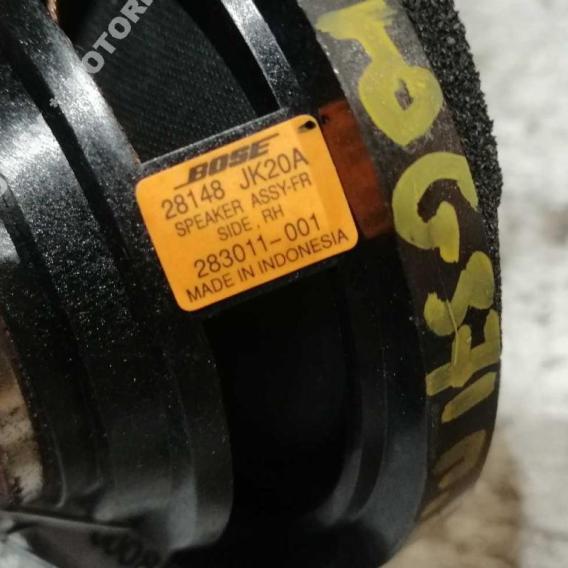 BOSE
28148 JK20A
SPEAKER ASSY-FR
SIDE, RH
283011-001
MADE IN INDONESIA